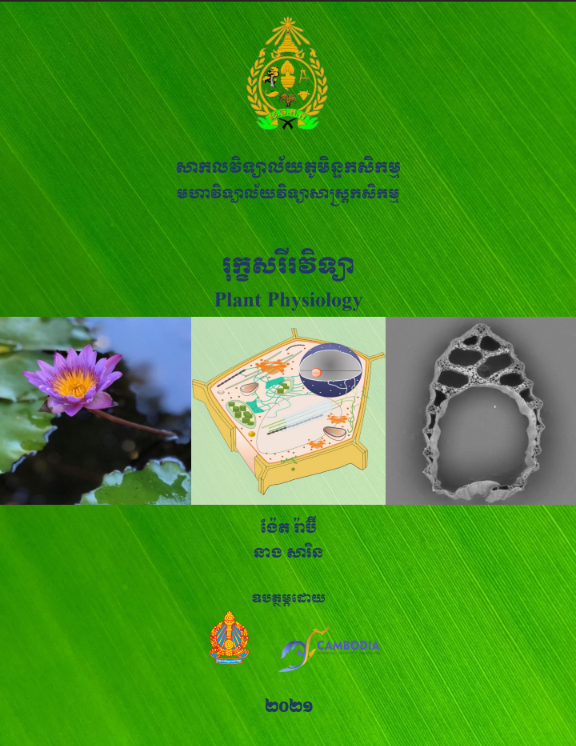 សាកលវិទ្យាល័យភូមិន្ទកសិកម្ម
មហាវិទ្យាល័យវិទ្យាសាស្ត្រកសិកម្ម
រុក្ខសរីរវិទ្យា
Plant Physiology
ង៉ែត រ៉ាប៊ី
នាង សារិន
ឧបត្ថម្ភដោយ
CAMBODIA
២០២១